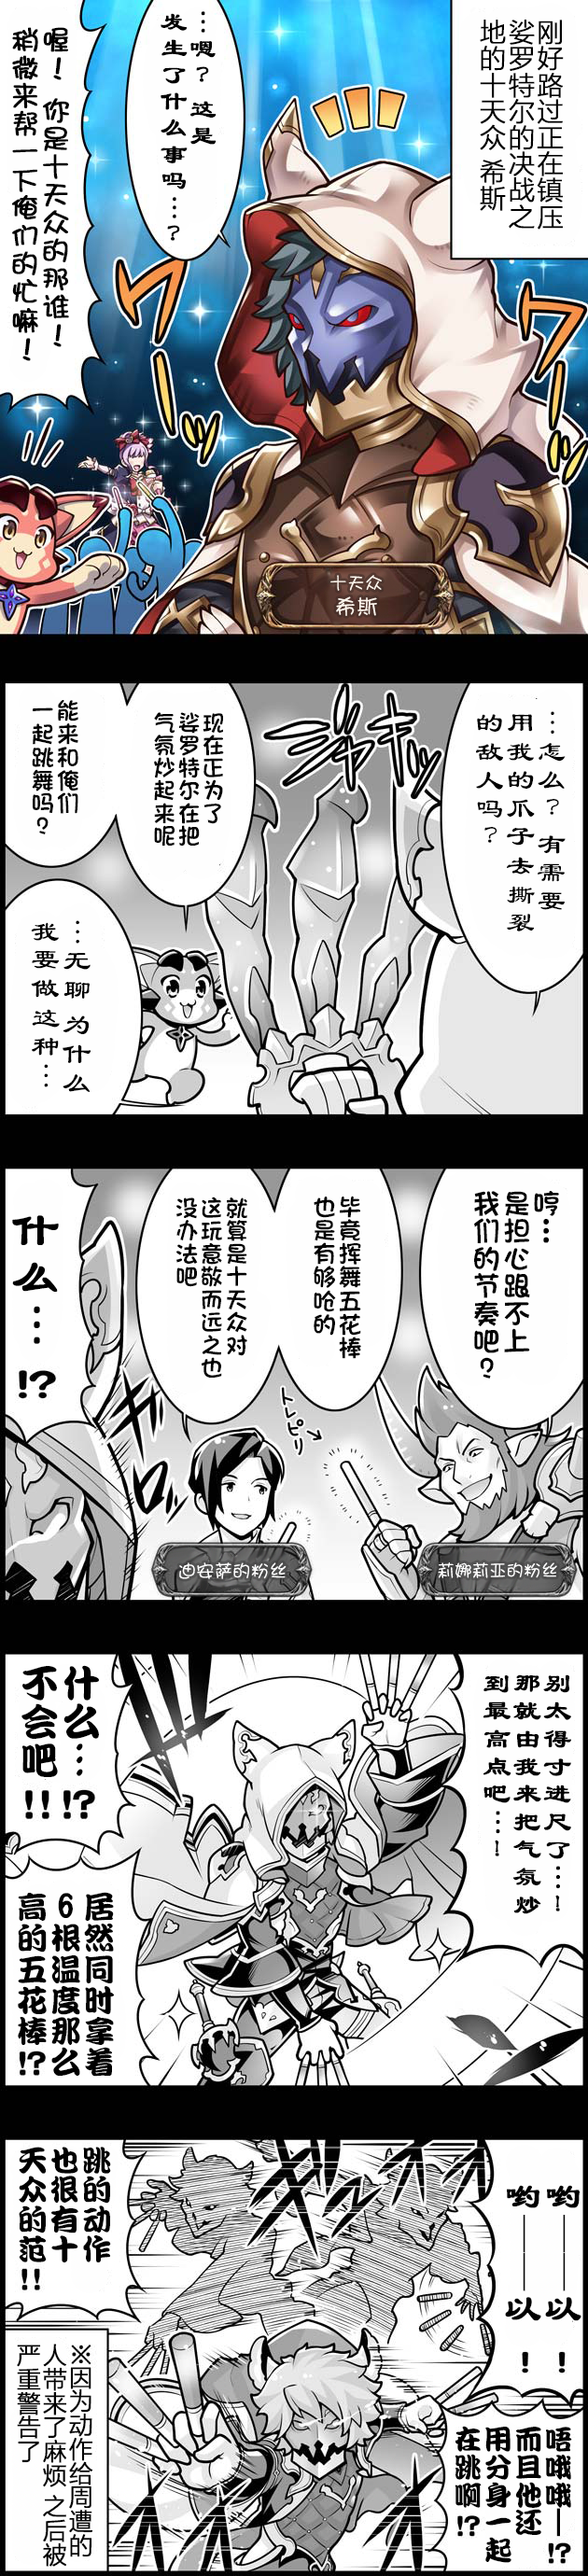 刚好路过正在镇压
娑罗特尔的决战之
地的十天众 希斯
…嗯？这是
发生了什么事吗…？
喔！你是十天众的那谁！
稍微来帮一下俺们的忙嘛！
ワー
ワー
ッ
ッ
十天众
希斯
…怎么？有需要
用我的爪子去撕裂
的敌人吗？
ギ
ャキッ
现在正为了
娑罗特尔在把
气氛炒起来呢
能来和俺们
一起跳舞吗？
…无聊为什么
我要做这种…
哼…
是担心跟不上
我们的节奏吧？
毕竟挥舞五花棒
也是有够呛的
就算是十天众对
这玩意敬而远之也
没办法吧
什么…!?
トレピリ
迪安萨的粉丝
莉娜莉亚的粉丝
别太得寸进尺了…！
那就由我来把气氛炒
到最高点吧…！
什么…!?
不会吧!!
居然同时拿着
6根温度那么
高的五花棒!?
哟——以！
哟——以！
跳的动作
也很有十
天众的范!!
唔哦哦—!?
而且他还
用分身一起
在跳啊!?
※因为动作给周遭的
人带来了麻烦 之后被
严重警告了